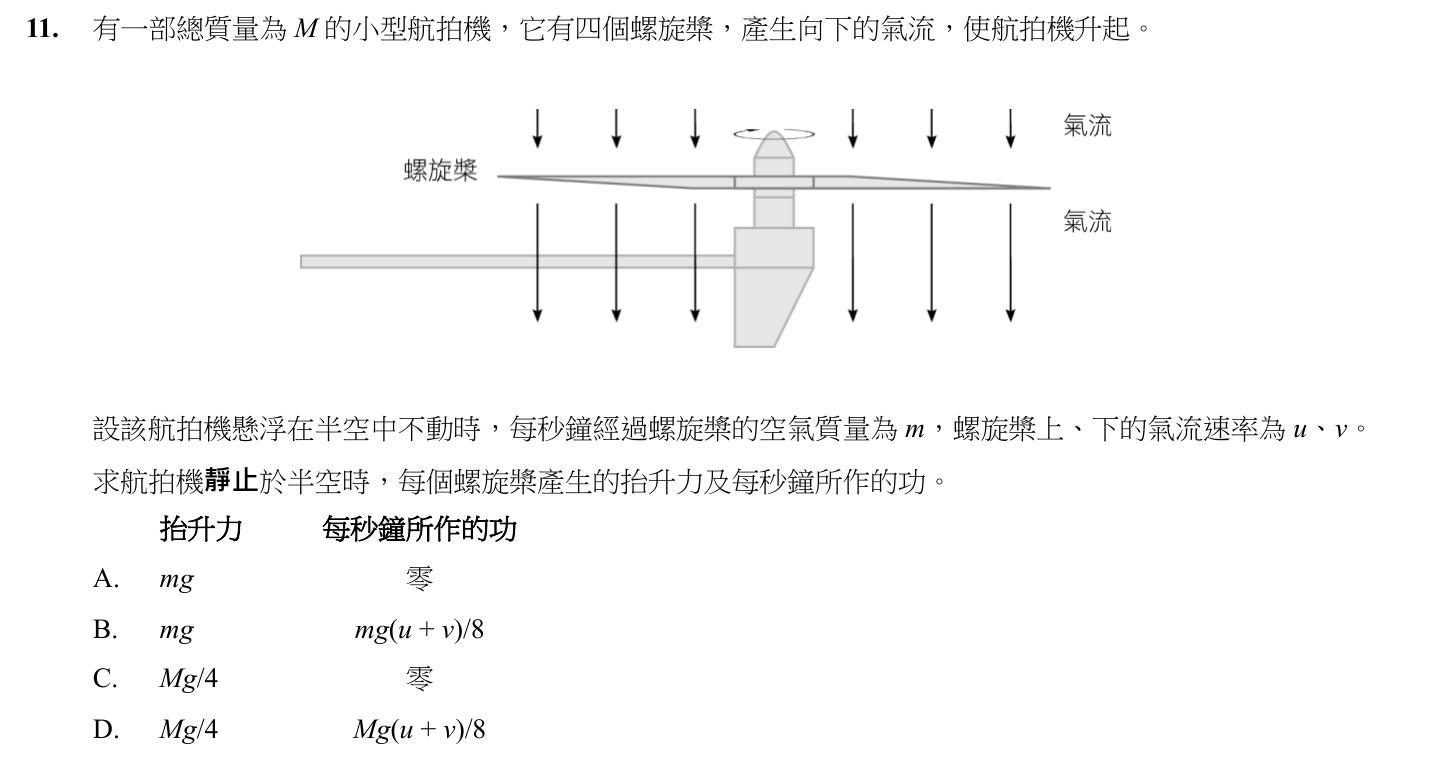 11. 有一部總質量為 M 的小型航拍機，它有四個螺旋槳，產生向下的氣流，使航拍機升起。
氣流
螺旋槳
氣流
設該航拍機懸浮在半空中不動時，每秒鐘經過螺旋槳的空氣質量為 m，螺旋槳上、下的氣流速率為 u、v。
求航拍機靜止於半空時，每個螺旋槳產生的抬升力及每秒鐘所作的功。
抬升力 每秒鐘所作的功
A. mg 零
B. mg mg(u + v)/8
C. Mg/4 零
D. Mg/4 Mg(u + v)/8